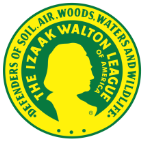 ·DEFENDERS OF SOIL, AIR, WOODS, WATERS AND WILDLIFE·
THE IZAAK WALTON LEAGUE
OF AMERICA
®